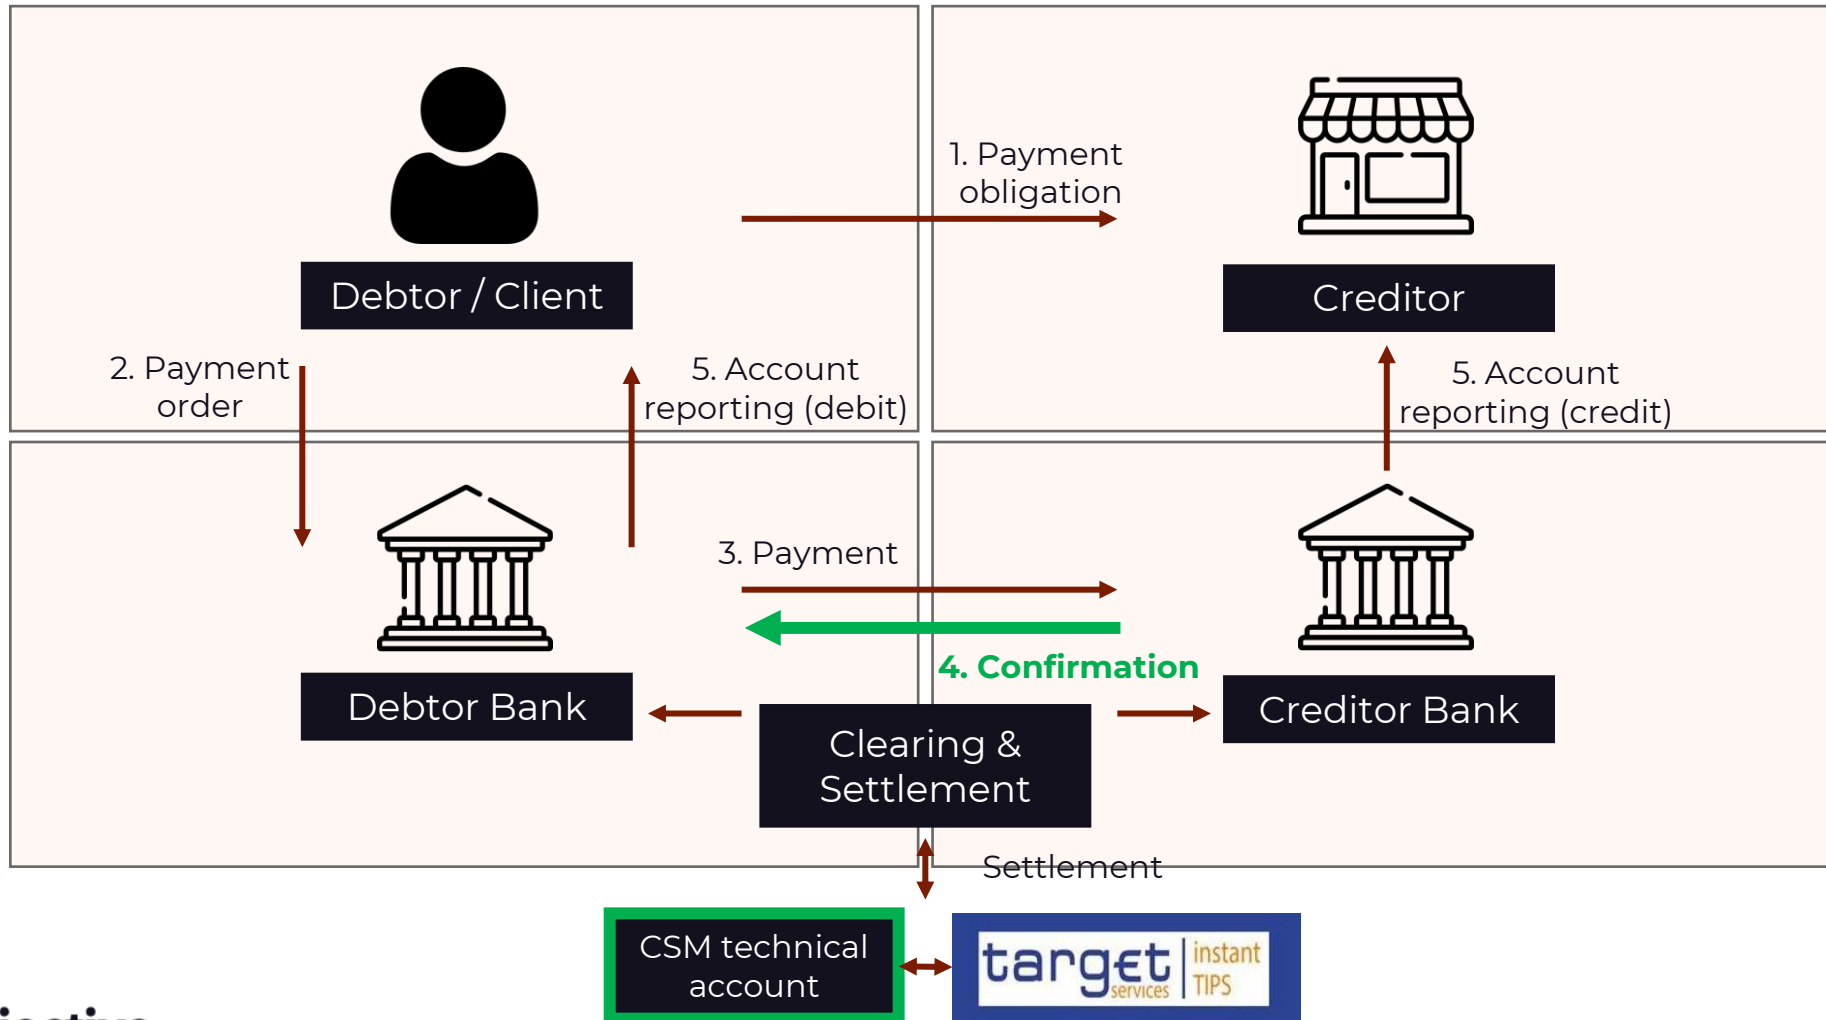 1. Payment
obligation
Debtor / Client
Creditor
2. Payment
order
5. Account
reporting (debit)
5. Account
reporting (credit)
3. Payment
4. Confirmation
Debtor Bank
Creditor Bank
Clearing &
Settlement
Settlement
CSM technical
account
target
services
instant
TIPS